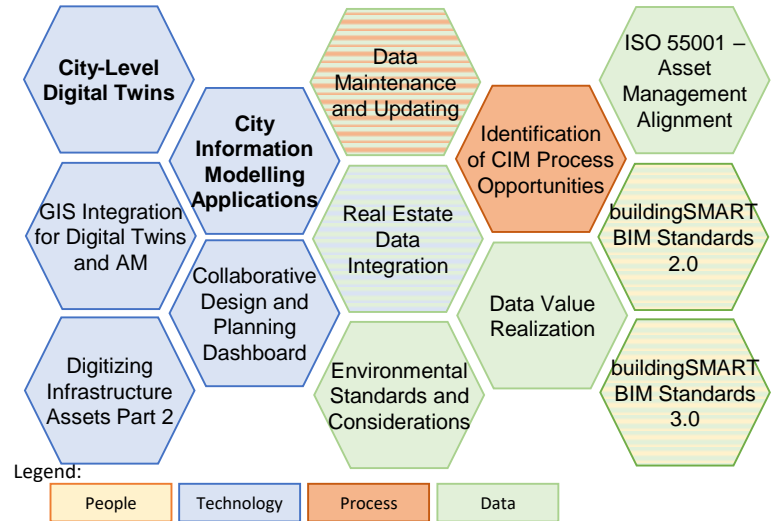 City-Level
Digital Twins
GIS Integration
for Digital Twins
and AM
Digitizing
Infrastructure
Assets Part 2
City
Information
Modelling
Applications
Collaborative
Design and
Planning
Dashboard
Data
Maintenance
and Updating
Real Estate
Data
Integration
Environmental
Standards and
Considerations
Identification
of CIM Process
Opportunities
Data Value
Realization
ISO 55001 –
Asset
Management
Alignment
buildingSMART
BIM Standards
2.0
buildingSMART
BIM Standards
3.0
Legend:
People
Technology
Process
Data